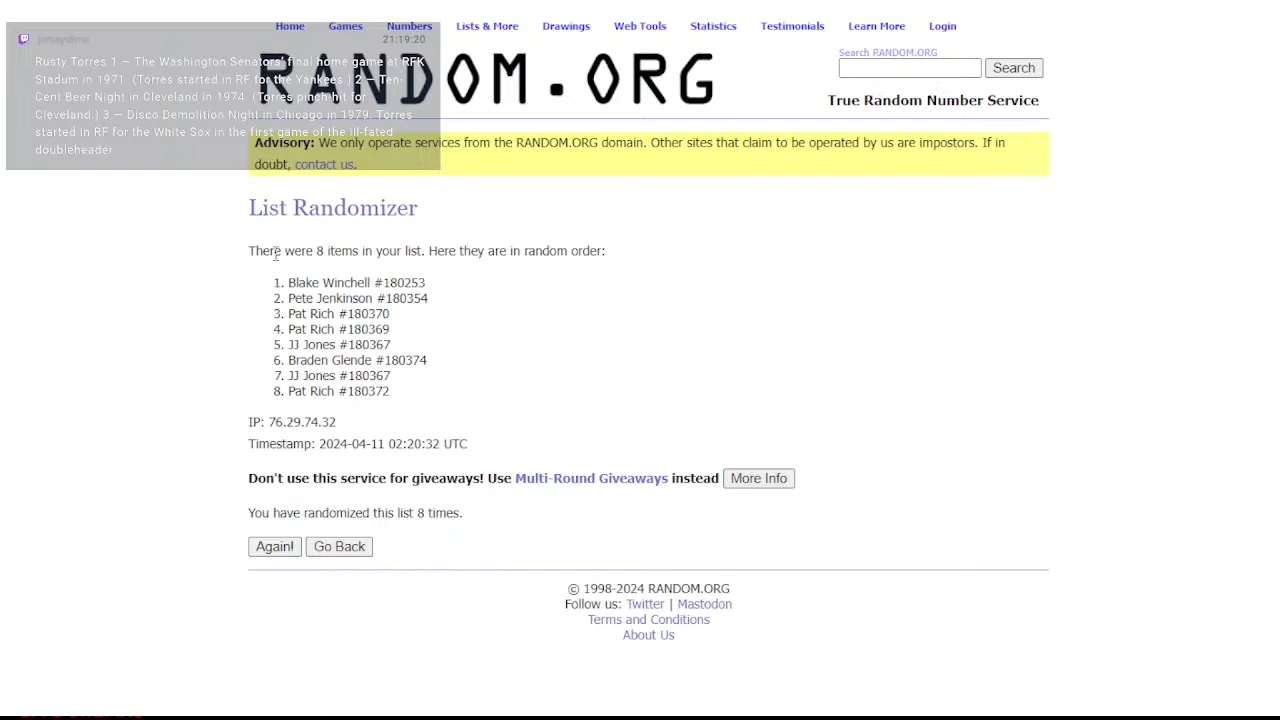 Home Games Numbers Lists & More Drawings Web Tools Statistics Testimonials Learn More Login
21:19:20
Rusty Torres 1 — The Washington Senators' final home game at RFK
Stadum in 1971 (Torres started in RF for the Yankees.) 2 — Ten-
Cent Beer Night in Cleveland in 1974 (Torres pinch-hit for
Cleveland.) 3 — Disco Demolition Night in Chicago in 1979. Torres
started in RF for the White Sox in the first game of the ill-fated
doubleheader
RANDOM.ORG
Search RANDOM.ORG
Search
True Random Number Service
Advisory: We only operate services from the RANDOM.ORG domain. Other sites that claim to be operated by us are impostors. If in
doubt, contact us.
List Randomizer
There were 8 items in your list. Here they are in random order:
1. Blake Winchell #180253
2. Pete Jenkinson #180354
3. Pat Rich #180370
4. Pat Rich #180369
5. JJ Jones #180367
6. Braden Glende #180374
7. JJ Jones #180367
8. Pat Rich #180372
IP: 76.29.74.32
Timestamp: 2024-04-11 02:20:32 UTC
Don't use this service for giveaways! Use Multi-Round Giveaways instead More Info
You have randomized this list 8 times.
Again! Go Back
© 1998-2024 RANDOM.ORG
Follow us: Twitter | Mastodon
Terms and Conditions
About Us